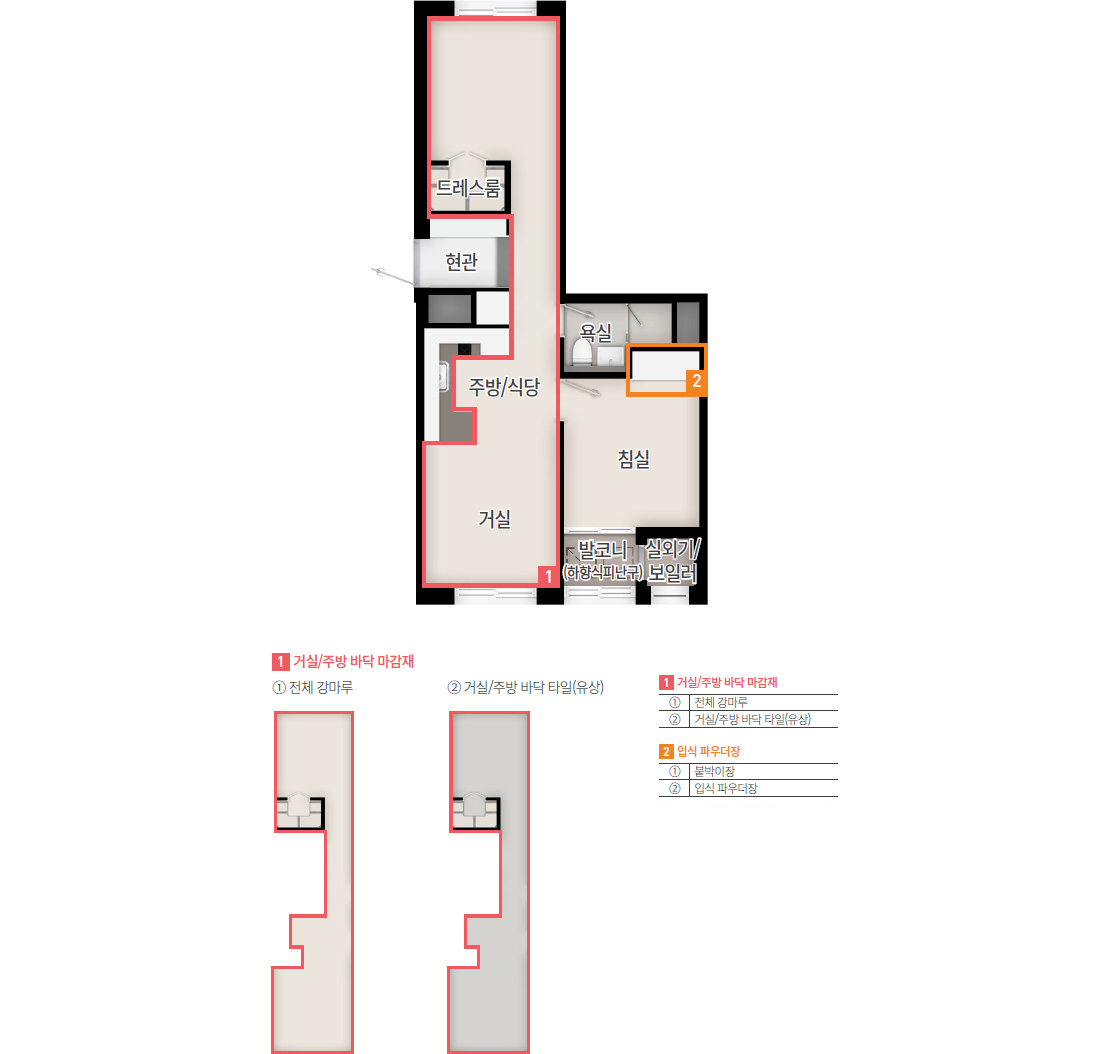 트레스룸
현관
욕실
2
주방/식당
침실
거실
발코니
(하향식피난구)
실외기/
보일러
1
1 거실/주방 바닥 마감재
① 전체 강마루
② 거실/주방 바닥 타일(유상)
1 거실/주방 바닥 마감재
① 전체 강마루
② 거실/주방 바닥 타일(유상)
2 입식 파우더장
① 붙박이장
② 입식 파우더장